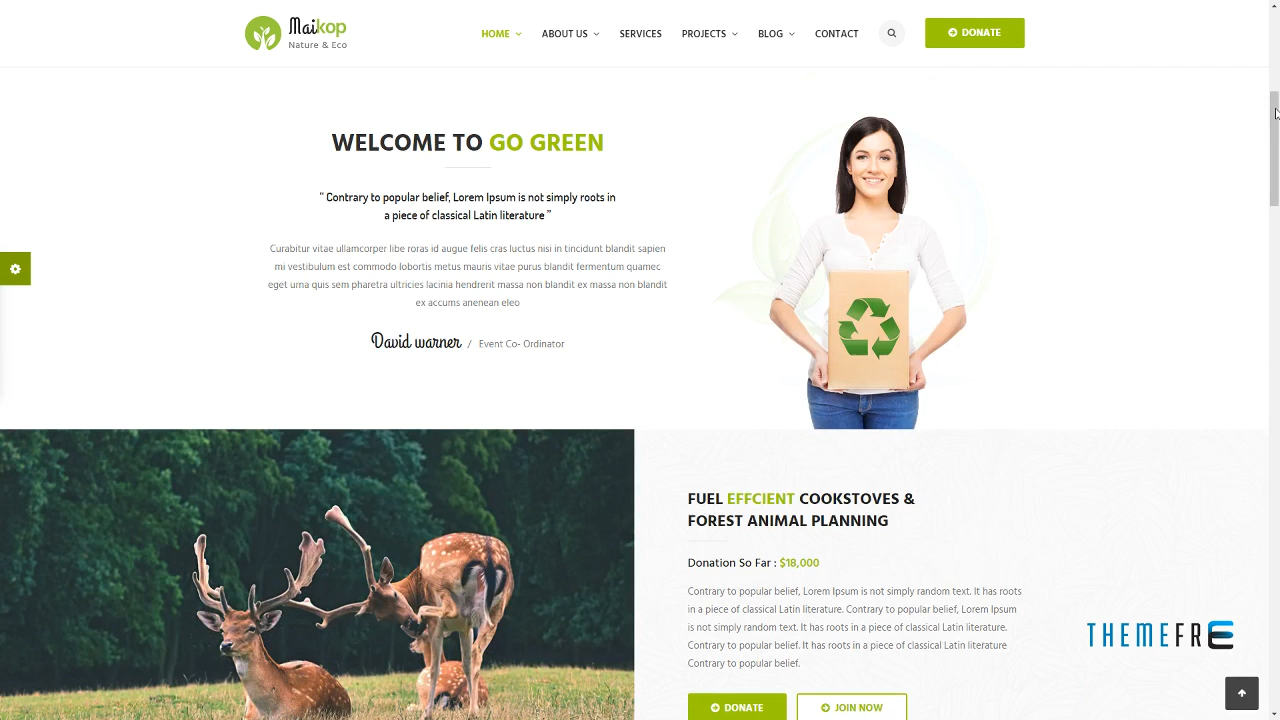 Maikop
Nature & Eco
HOME
ABOUT US
SERVICES
PROJECTS
BLOG
CONTACT
DONATE
WELCOME TO GO GREEN
“ Contrary to popular belief, Lorem Ipsum is not simply roots in
a piece of classical Latin literature ”
Curabitur vitae ullamcorper libe roras id augue felis cras luctus nisi in tincidunt blandit sapien
mi vestibulum est commodo lobortis metus mauris vitae purus blandit fermentum quamec
eget urna quis sem pharetra ultricies lacinia hendrerit massa non blandit ex massa non blandit
ex accums anenean eleo
David warner / Event Co- Ordinator
FUEL EFFCIENT COOKSTOVES &
FOREST ANIMAL PLANNING
Donation So Far : $18,000
Contrary to popular belief, Lorem Ipsum is not simply random text. It has roots
in a piece of classical Latin literature. Contrary to popular belief, Lorem Ipsum
is not simply random text. It has roots in a piece of classical Latin literature.
Contrary to popular belief. It has roots in a piece of classical Latin literature
Contrary to popular belief.
THEMEFRE
DONATE
JOIN NOW